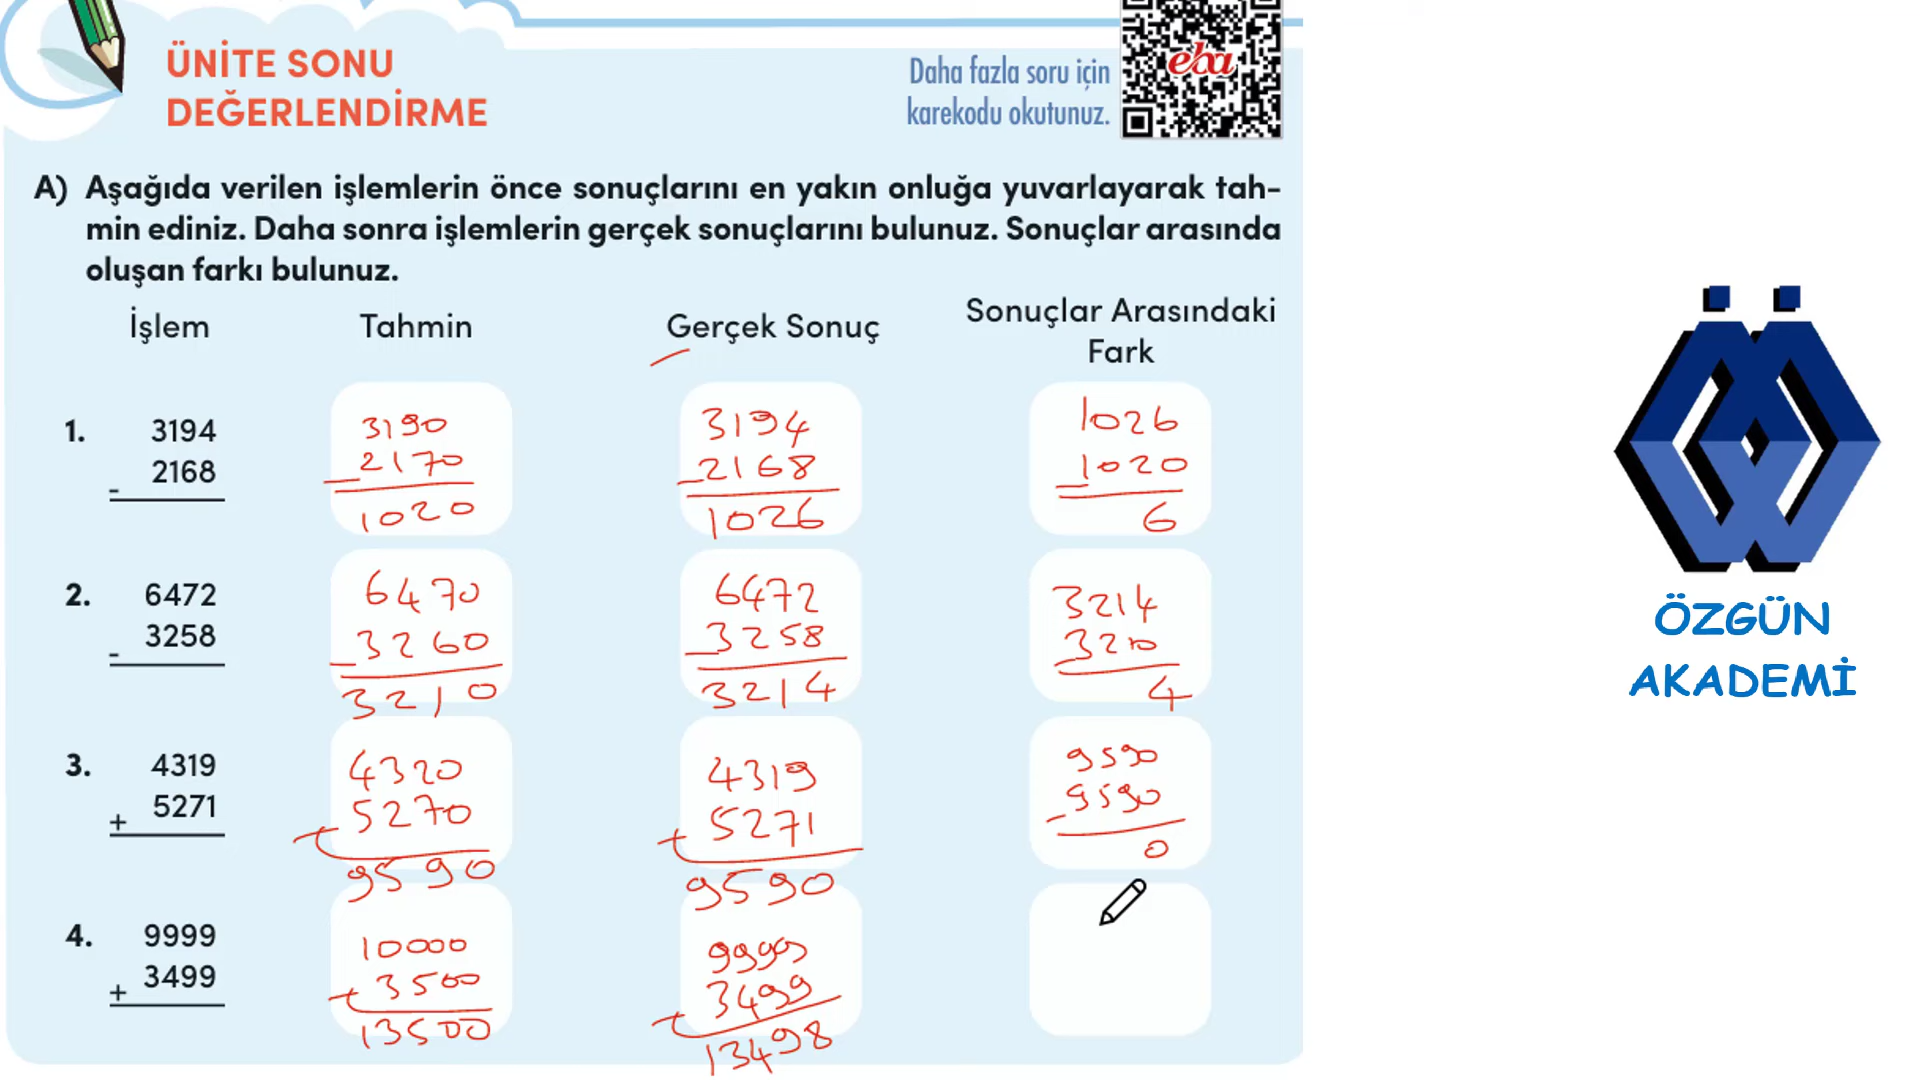 ÜNİTE SONU
DEĞERLENDİRME
Daha fazla soru için
karekodu okutunuz.
eba
A) Aşağıda verilen işlemlerin önce sonuçlarını en yakın onluğa yuvarlayarak tah-
min ediniz. Daha sonra işlemlerin gerçek sonuçlarını bulunuz. Sonuçlar arasında
oluşan farkı bulunuz.
İşlem
Tahmin
Gerçek Sonuç
Sonuçlar Arasındaki
Fark
1. 3194
- 2168
3190
- 2170
1020
3194
- 2168
1026
1026
- 1020
6
2. 6472
- 3258
6470
- 3260
3210
6472
- 3258
3214
3214
- 3210
4
3. 4319
+ 5271
4320
+ 5270
9590
4319
+ 5271
9590
9590
- 9590
0
4. 9999
+ 3499
10000
+ 3500
13500
9999
+ 3499
13498
ÖZGÜN
AKADEMİ